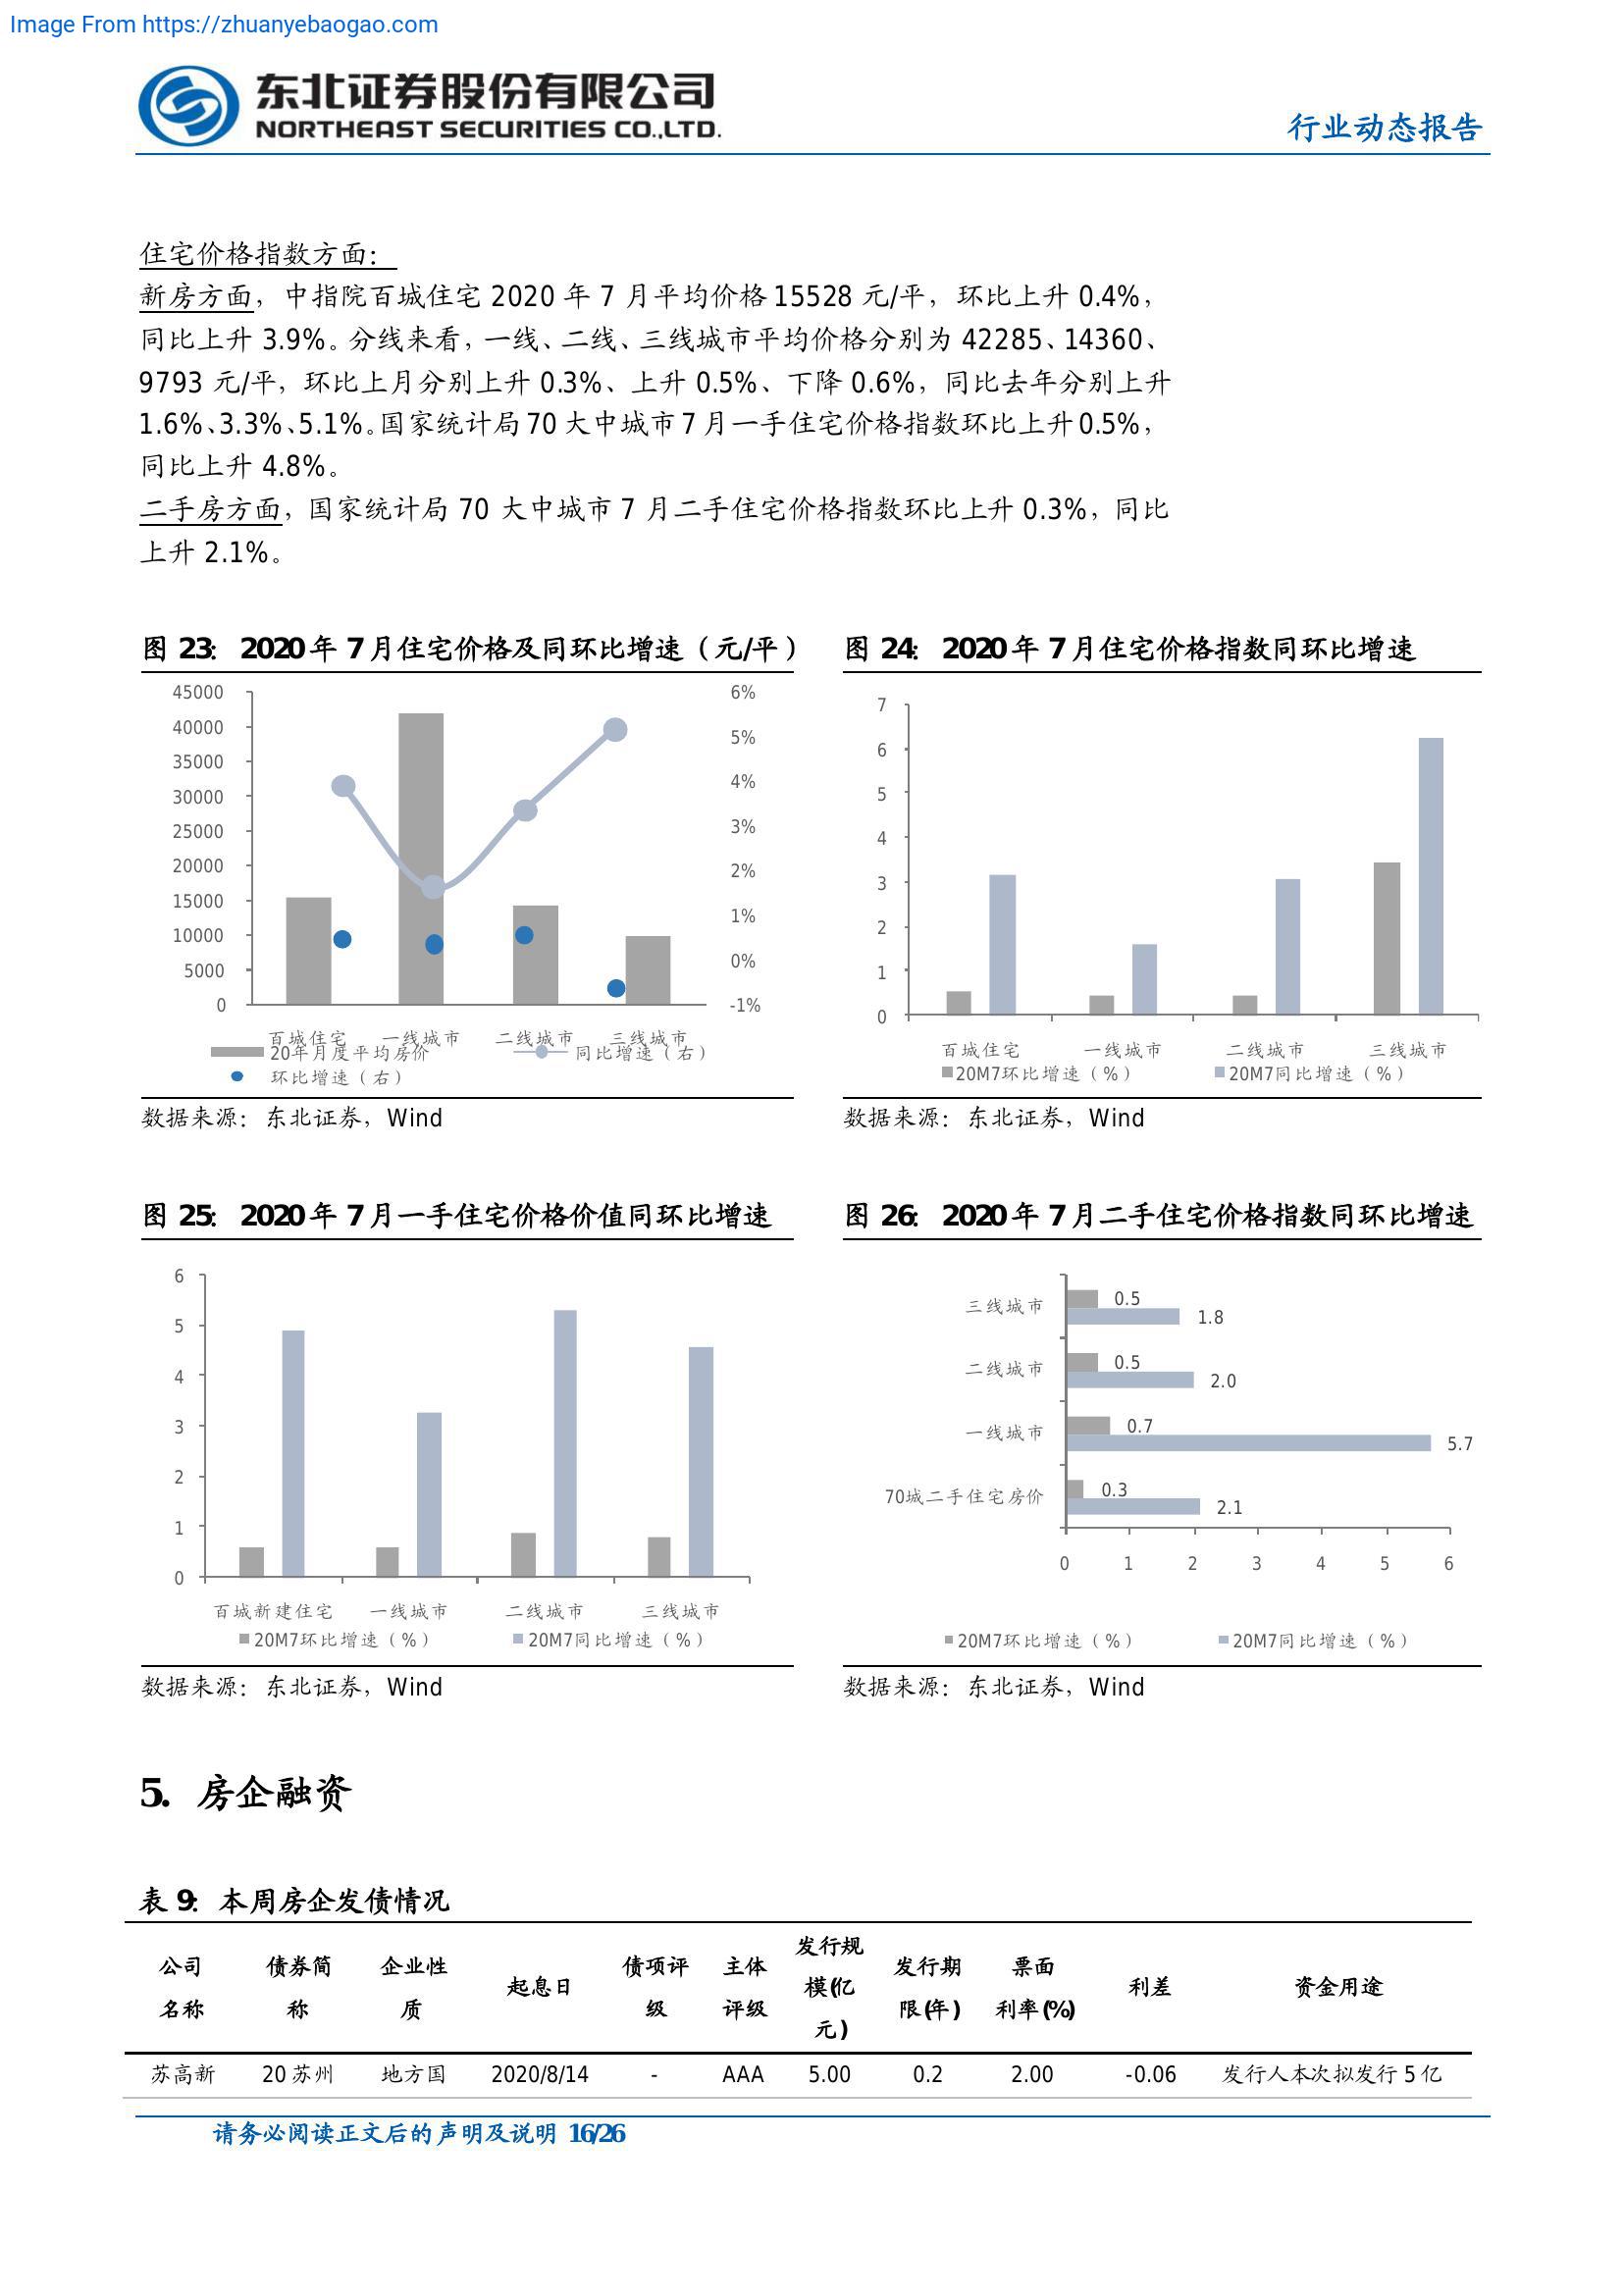 Image From https://zhuanyebaogao.com
东北证券股份有限公司
NORTHEAST SECURITIES CO.,LTD.
行业动态报告
住宅价格指数方面：
新房方面，中指院百城住宅 2020 年 7 月平均价格 15528 元/平，环比上升 0.4%，
同比上升 3.9%。分线来看，一线、二线、三线城市平均价格分别为 42285、14360、
9793 元/平，环比上月分别上升 0.3%、上升 0.5%、下降 0.6%，同比去年分别上升
1.6%、3.3%、5.1%。国家统计局 70 大中城市 7 月一手住宅价格指数环比上升 0.5%，
同比上升 4.8%。
二手房方面，国家统计局 70 大中城市 7 月二手住宅价格指数环比上升 0.3%，同比
上升 2.1%。
图 23：2020 年 7 月住宅价格及同环比增速（元/平）
45000
40000
35000
30000
25000
20000
15000
10000
5000
0
6%
5%
4%
3%
2%
1%
0%
-1%
百城住宅 一线城市 二线城市 三线城市
20年月度平均房价 同比增速（右）
环比增速（右）
数据来源：东北证券，Wind
图 24：2020 年 7 月住宅价格指数同环比增速
7
6
5
4
3
2
1
0
百城住宅 一线城市 二线城市 三线城市
20M7环比增速（%） 20M7同比增速（%）
数据来源：东北证券，Wind
图 25：2020 年 7 月一手住宅价格价值同环比增速
6
5
4
3
2
1
0
百城新建住宅 一线城市 二线城市 三线城市
20M7环比增速（%） 20M7同比增速（%）
数据来源：东北证券，Wind
图 26：2020 年 7 月二手住宅价格指数同环比增速
三线城市 0.5 1.8
二线城市 0.5 2.0
一线城市 0.7 5.7
70城二手住宅房价 0.3 2.1
0 1 2 3 4 5 6
20M7环比增速（%） 20M7同比增速（%）
数据来源：东北证券，Wind
5. 房企融资
表 9：本周房企发债情况
公司名称 债券简称 企业性质 起息日 债项评级 主体评级 发行规模(亿元) 发行期限(年) 票面利率(%) 利差 资金用途
苏高新 20 苏州 地方国 2020/8/14 - AAA 5.00 0.2 2.00 -0.06 发行人本次拟发行 5 亿
请务必阅读正文后的声明及说明 16/26